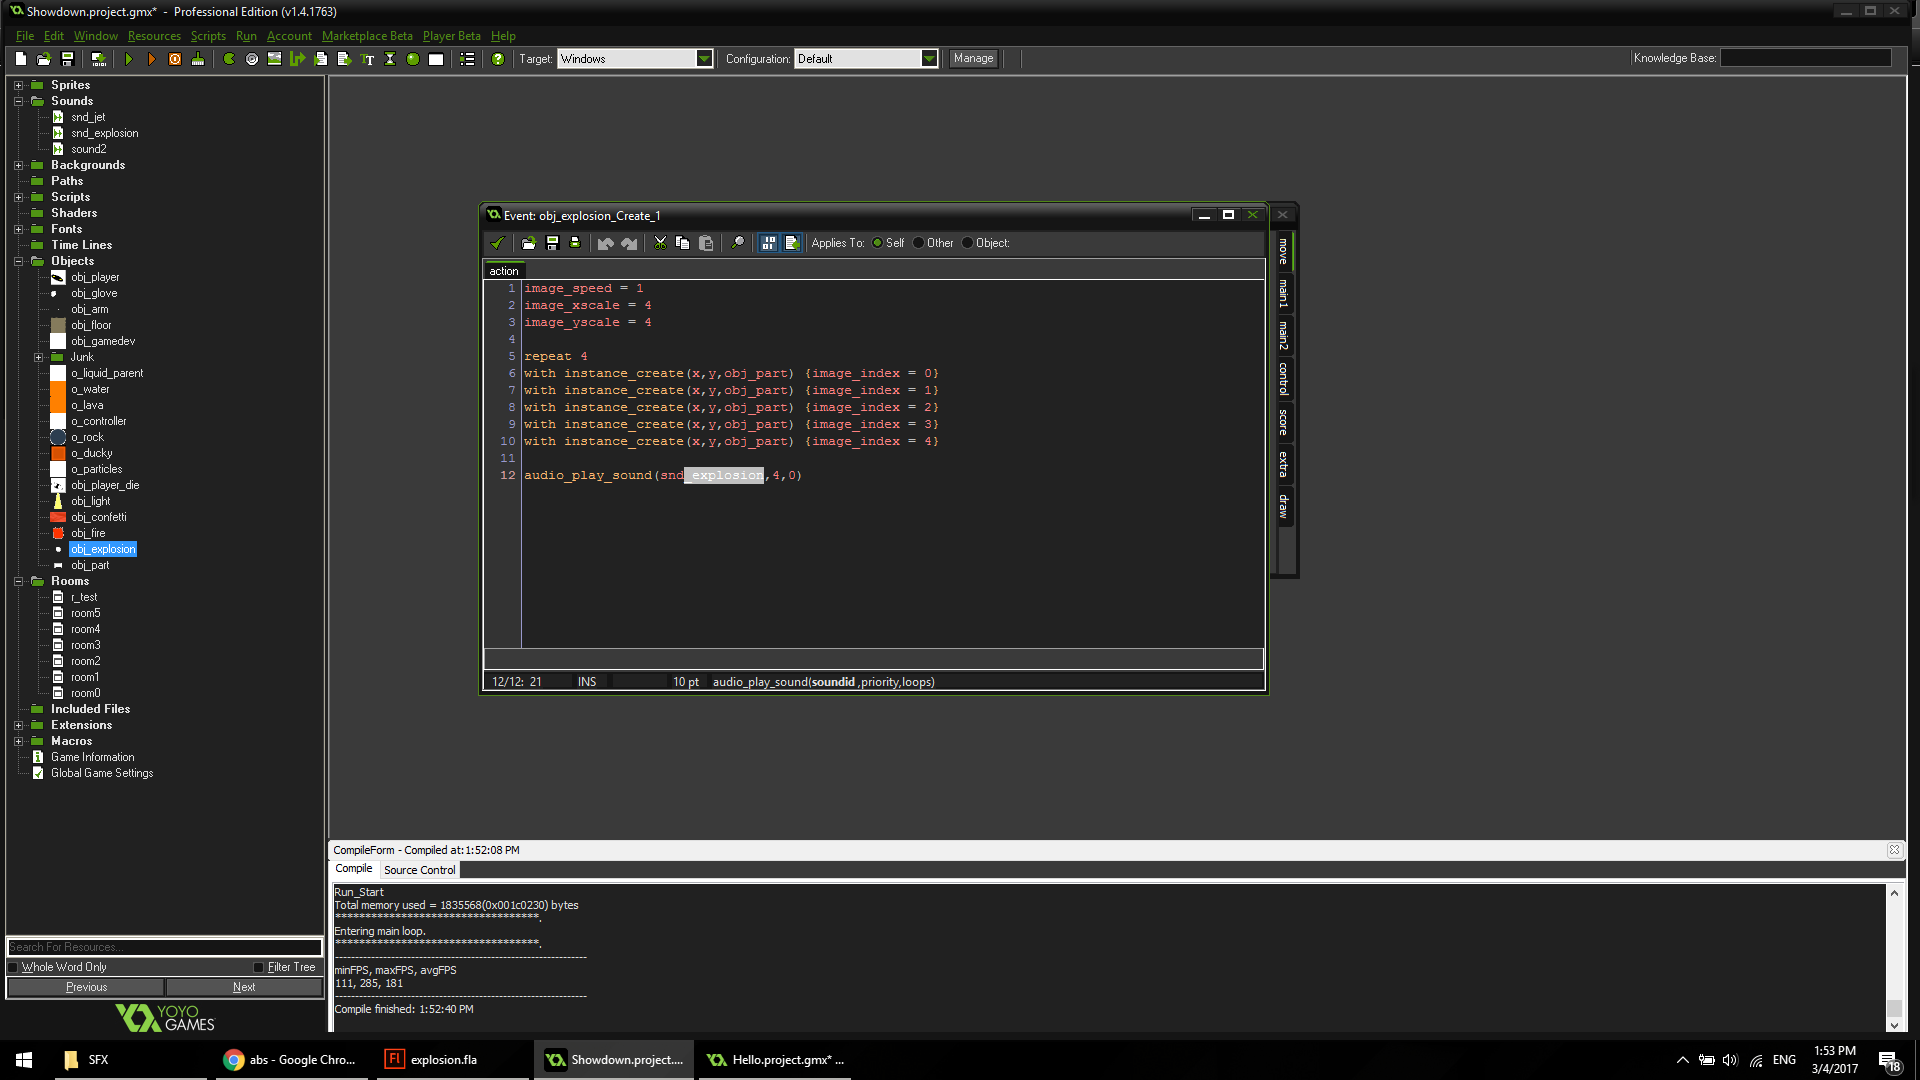 Showdown.project.gmx* - Professional Edition (v1.4.1763)
File Edit Window Resources Scripts Run Account Marketplace Beta Player Beta Help
Target: Windows Configuration: Default Manage Knowledge Base:
Sprites
Sounds
snd_jet
snd_explosion
sound2
Backgrounds
Paths
Scripts
Shaders
Fonts
Time Lines
Objects
obj_player
obj_glove
obj_arm
obj_floor
obj_gamedev
Junk
o_liquid_parent
o_water
o_lava
o_controller
o_rock
o_ducky
o_particles
obj_player_die
obj_light
obj_confetti
obj_fire
obj_explosion
obj_part
Rooms
r_test
room5
room4
room3
room2
room1
room0
Included Files
Extensions
Macros
Game Information
Global Game Settings
Search For Resources...
Whole Word Only Filter Tree
Previous Next
YOYO
GAMES
Event: obj_explosion_Create_1
Applies To: Self Other Object:
action
1 image_speed = 1
2 image_xscale = 4
3 image_yscale = 4
4
5 repeat 4
6 with instance_create(x,y,obj_part) {image_index = 0}
7 with instance_create(x,y,obj_part) {image_index = 1}
8 with instance_create(x,y,obj_part) {image_index = 2}
9 with instance_create(x,y,obj_part) {image_index = 3}
10 with instance_create(x,y,obj_part) {image_index = 4}
11
12 audio_play_sound(snd_explosion,4,0)
12/12: 21 INS 10 pt audio_play_sound(soundid ,priority,loops)
move
main1
main2
control
score
extra
draw
CompileForm - Compiled at: 1:52:08 PM
Compile Source Control
Run_Start
Total memory used = 1835568(0x001c0230) bytes
**********************************.
Entering main loop.
**********************************.
---------------------------------------------------------------
minFPS, maxFPS, avgFPS
111, 285, 181
---------------------------------------------------------------
Compile finished: 1:52:40 PM
SFX
abs - Google Chro...
Fl explosion.fla
Showdown.project....
Hello.project.gmx* ...
ENG
1:53 PM
3/4/2017
18